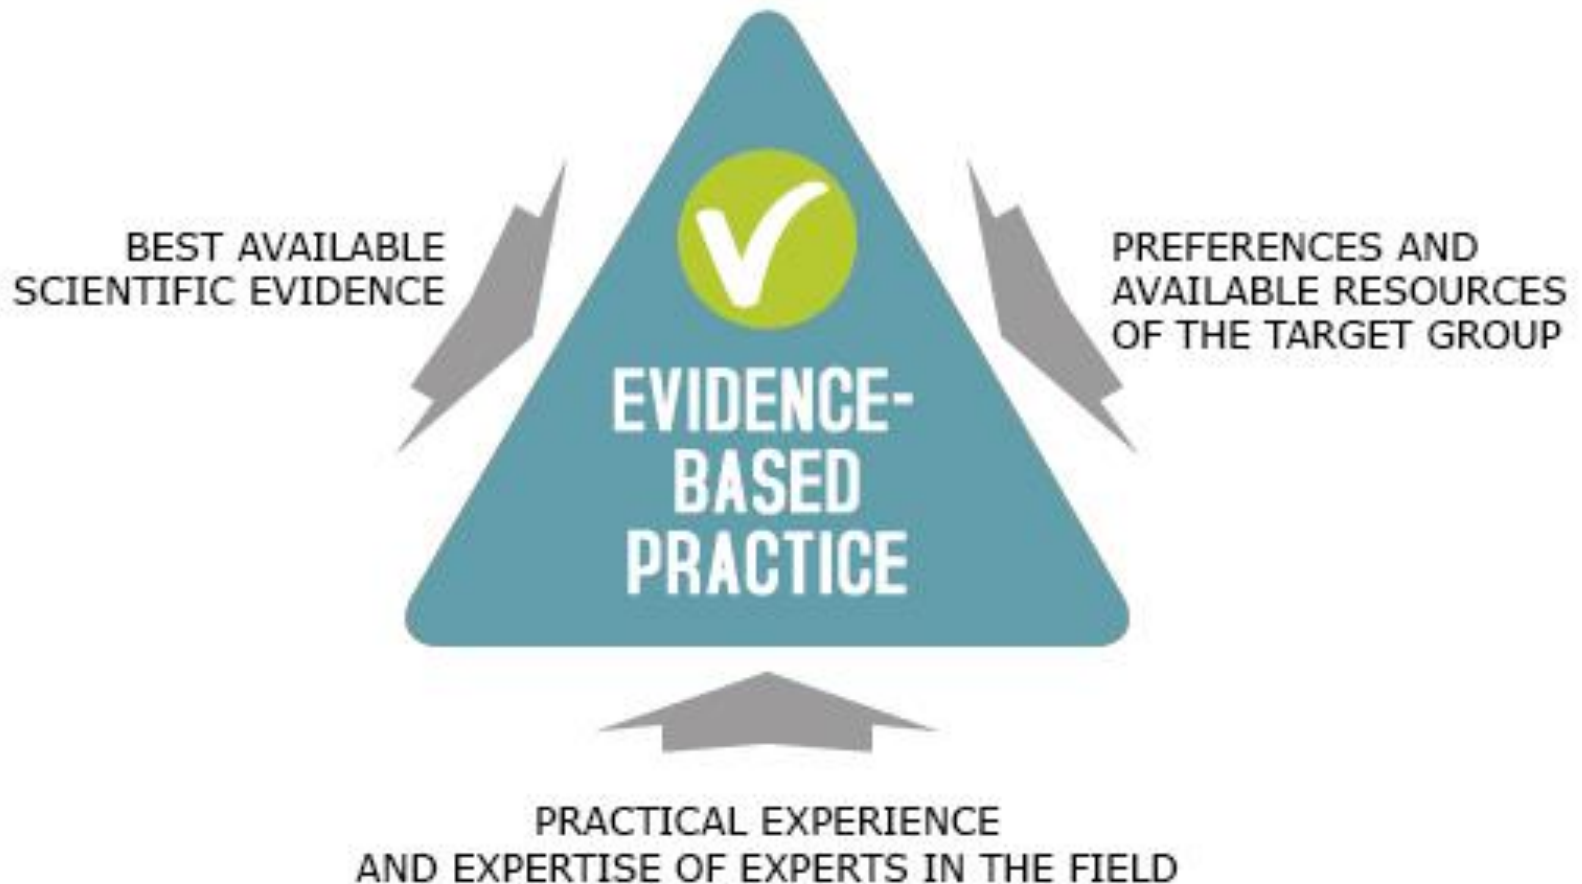 BEST AVAILABLE
SCIENTIFIC EVIDENCE
PREFERENCES AND
AVAILABLE RESOURCES
OF THE TARGET GROUP
EVIDENCE-
BASED
PRACTICE
PRACTICAL EXPERIENCE
AND EXPERTISE OF EXPERTS IN THE FIELD